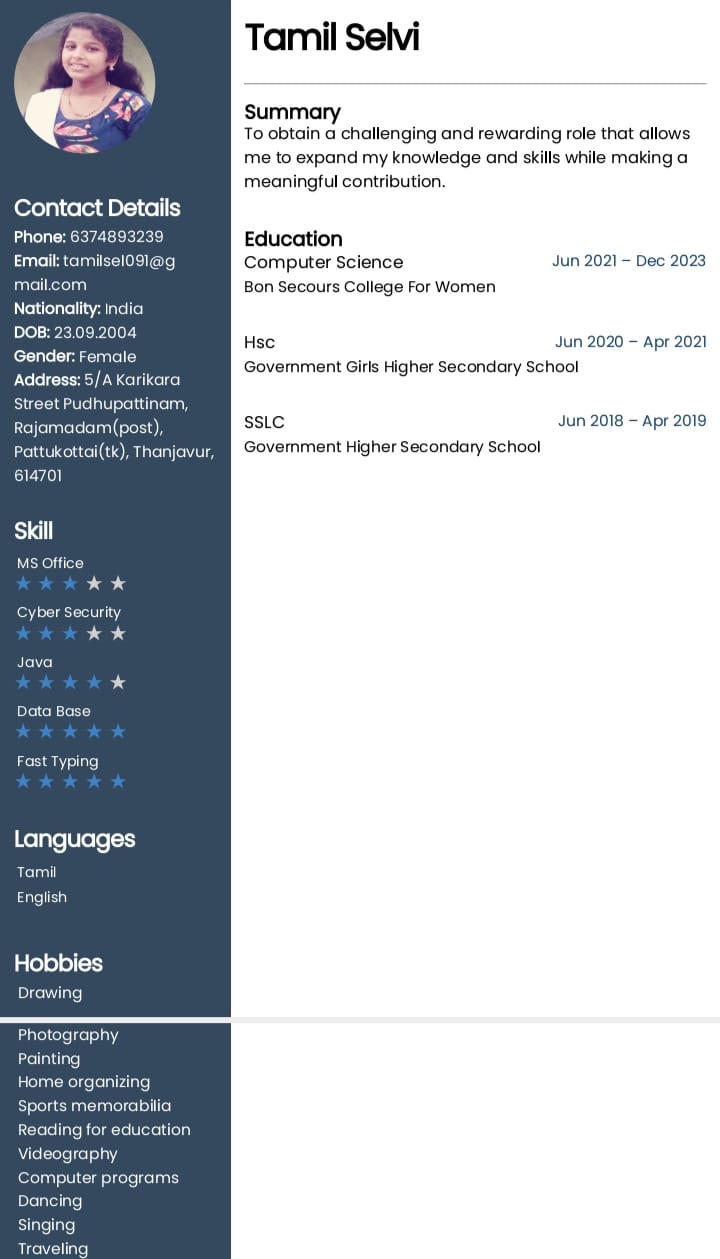 Tamil Selvi
Summary
To obtain a challenging and rewarding role that allows
me to expand my knowledge and skills while making a
meaningful contribution.
Education
Computer Science Jun 2021 – Dec 2023
Bon Secours College For Women
Hsc Jun 2020 – Apr 2021
Government Girls Higher Secondary School
SSLC Jun 2018 – Apr 2019
Government Higher Secondary School
Contact Details
Phone: 6374893239
Email: tamilsel091@g
mail.com
Nationality: India
DOB: 23.09.2004
Gender: Female
Address: 5/A Karikara
Street Pudhupattinam,
Rajamadam(post),
Pattukottai(tk), Thanjavur,
614701
Skill
MS Office
Cyber Security
Java
Data Base
Fast Typing
Languages
Tamil
English
Hobbies
Drawing
Photography
Painting
Home organizing
Sports memorabilia
Reading for education
Videography
Computer programs
Dancing
Singing
Traveling